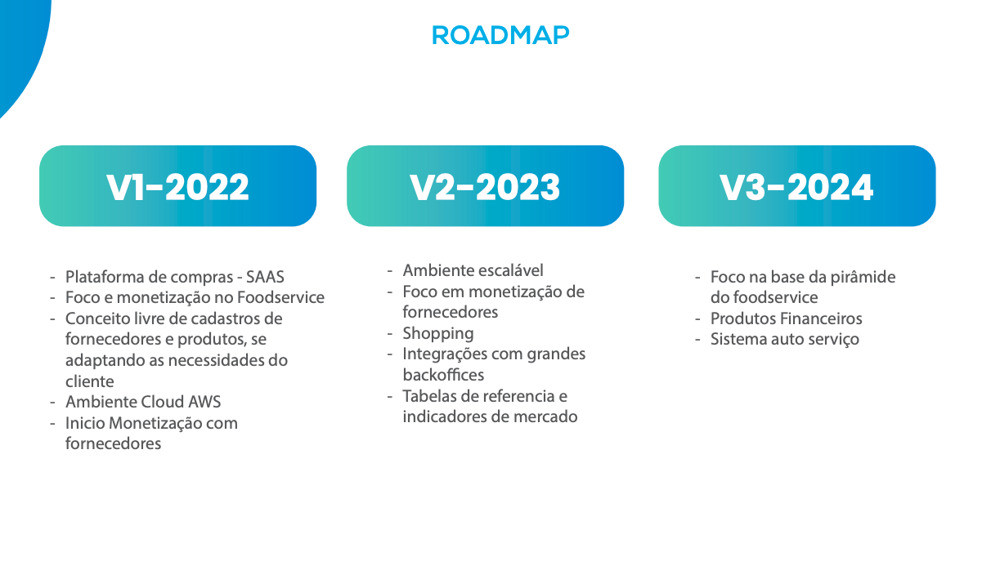 ROADMAP
V1-2022
- Plataforma de compras - SAAS
- Foco e monetização no Foodservice
- Conceito livre de cadastros de
fornecedores e produtos, se
adaptando as necessidades do
cliente
- Ambiente Cloud AWS
- Inicio Monetização com
fornecedores
V2-2023
- Ambiente escalável
- Foco em monetização de
fornecedores
- Shopping
- Integrações com grandes
backoffices
- Tabelas de referencia e
indicadores de mercado
V3-2024
- Foco na base da pirâmide
do foodservice
- Produtos Financeiros
- Sistema auto serviço